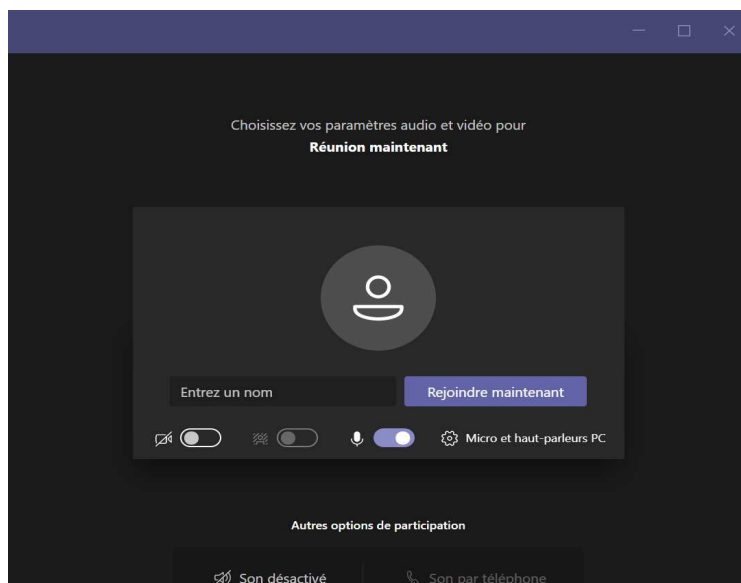 Choisissez vos paramètres audio et vidéo pour
Réunion maintenant
Entrez un nom
Rejoindre maintenant
Micro et haut-parleurs PC
Autres options de participation
Son désactivé
Son par téléphone